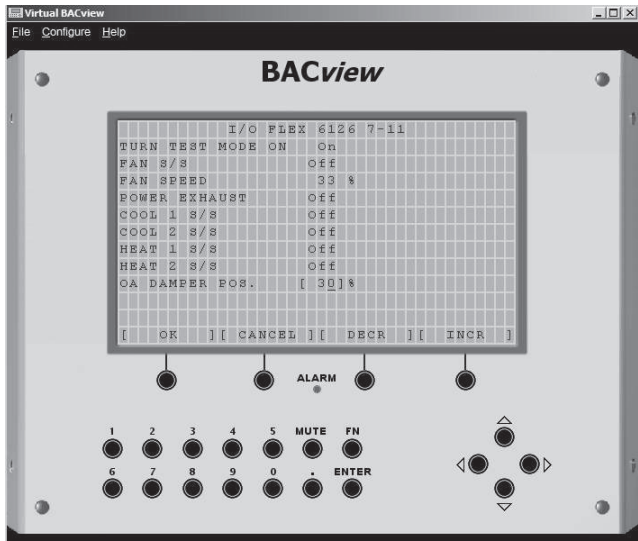 Virtual BACview
File Configure Help
BACview
I/O FLEX 6126 7-11
TURN TEST MODE ON On
FAN S/S Off
FAN SPEED 33 %
POWER EXHAUST Off
COOL 1 S/S Off
COOL 2 S/S Off
HEAT 1 S/S Off
HEAT 2 S/S Off
OA DAMPER POS. [ 30]%
[ OK ][ CANCEL ][ DECR ][ INCR ]
ALARM
1 2 3 4 5 MUTE FN
6 7 8 9 0 . ENTER